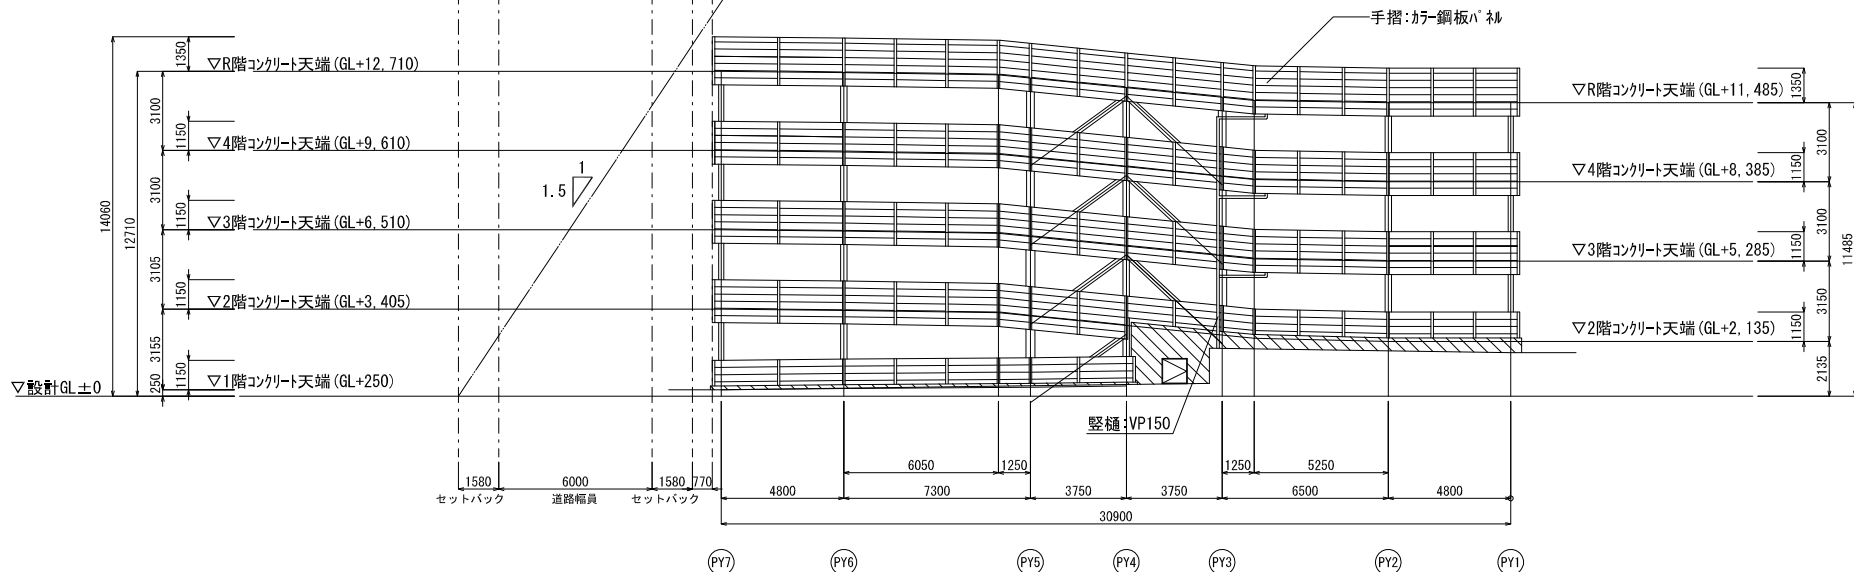 手摺:カラー鋼板パネル
▽R階コンクリート天端(GL+12,710)
▽4階コンクリート天端(GL+9,610)
▽3階コンクリート天端(GL+6,510)
▽2階コンクリート天端(GL+3,405)
▽1階コンクリート天端(GL+250)
▽設計GL±0
14060
12710
1350
3100
1150
3100
1150
3105
1150
3155
1150
250
1
1.5
▽R階コンクリート天端(GL+11,485)
▽4階コンクリート天端(GL+8,385)
▽3階コンクリート天端(GL+5,285)
▽2階コンクリート天端(GL+2,135)
1350
3100
1150
3100
1150
3150
1150
2135
11485
竪樋:VP150
6050
1250
1250
5250
1580
6000
1580
770
4800
7300
3750
3750
6500
4800
セットバック
道路幅員
セットバック
30900
PY7
PY6
PY5
PY4
PY3
PY2
PY1